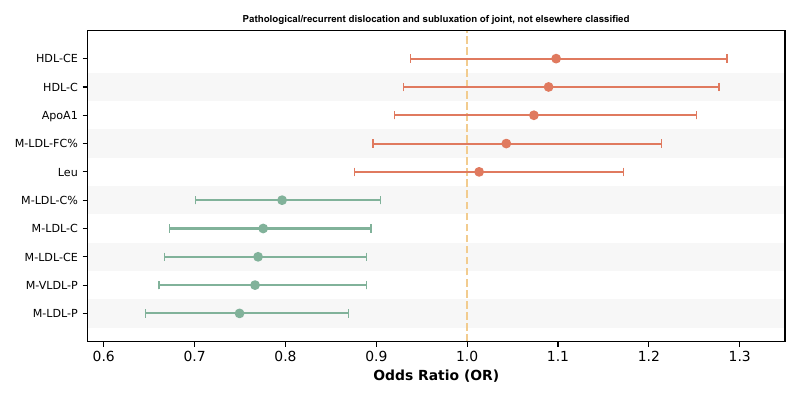 Pathological/recurrent dislocation and subluxation of joint, not elsewhere classified
HDL-CE
HDL-C
ApoA1
M-LDL-FC%
Leu
M-LDL-C%
M-LDL-C
M-LDL-CE
M-VLDL-P
M-LDL-P
0.6 0.7 0.8 0.9 1.0 1.1 1.2 1.3
Odds Ratio (OR)